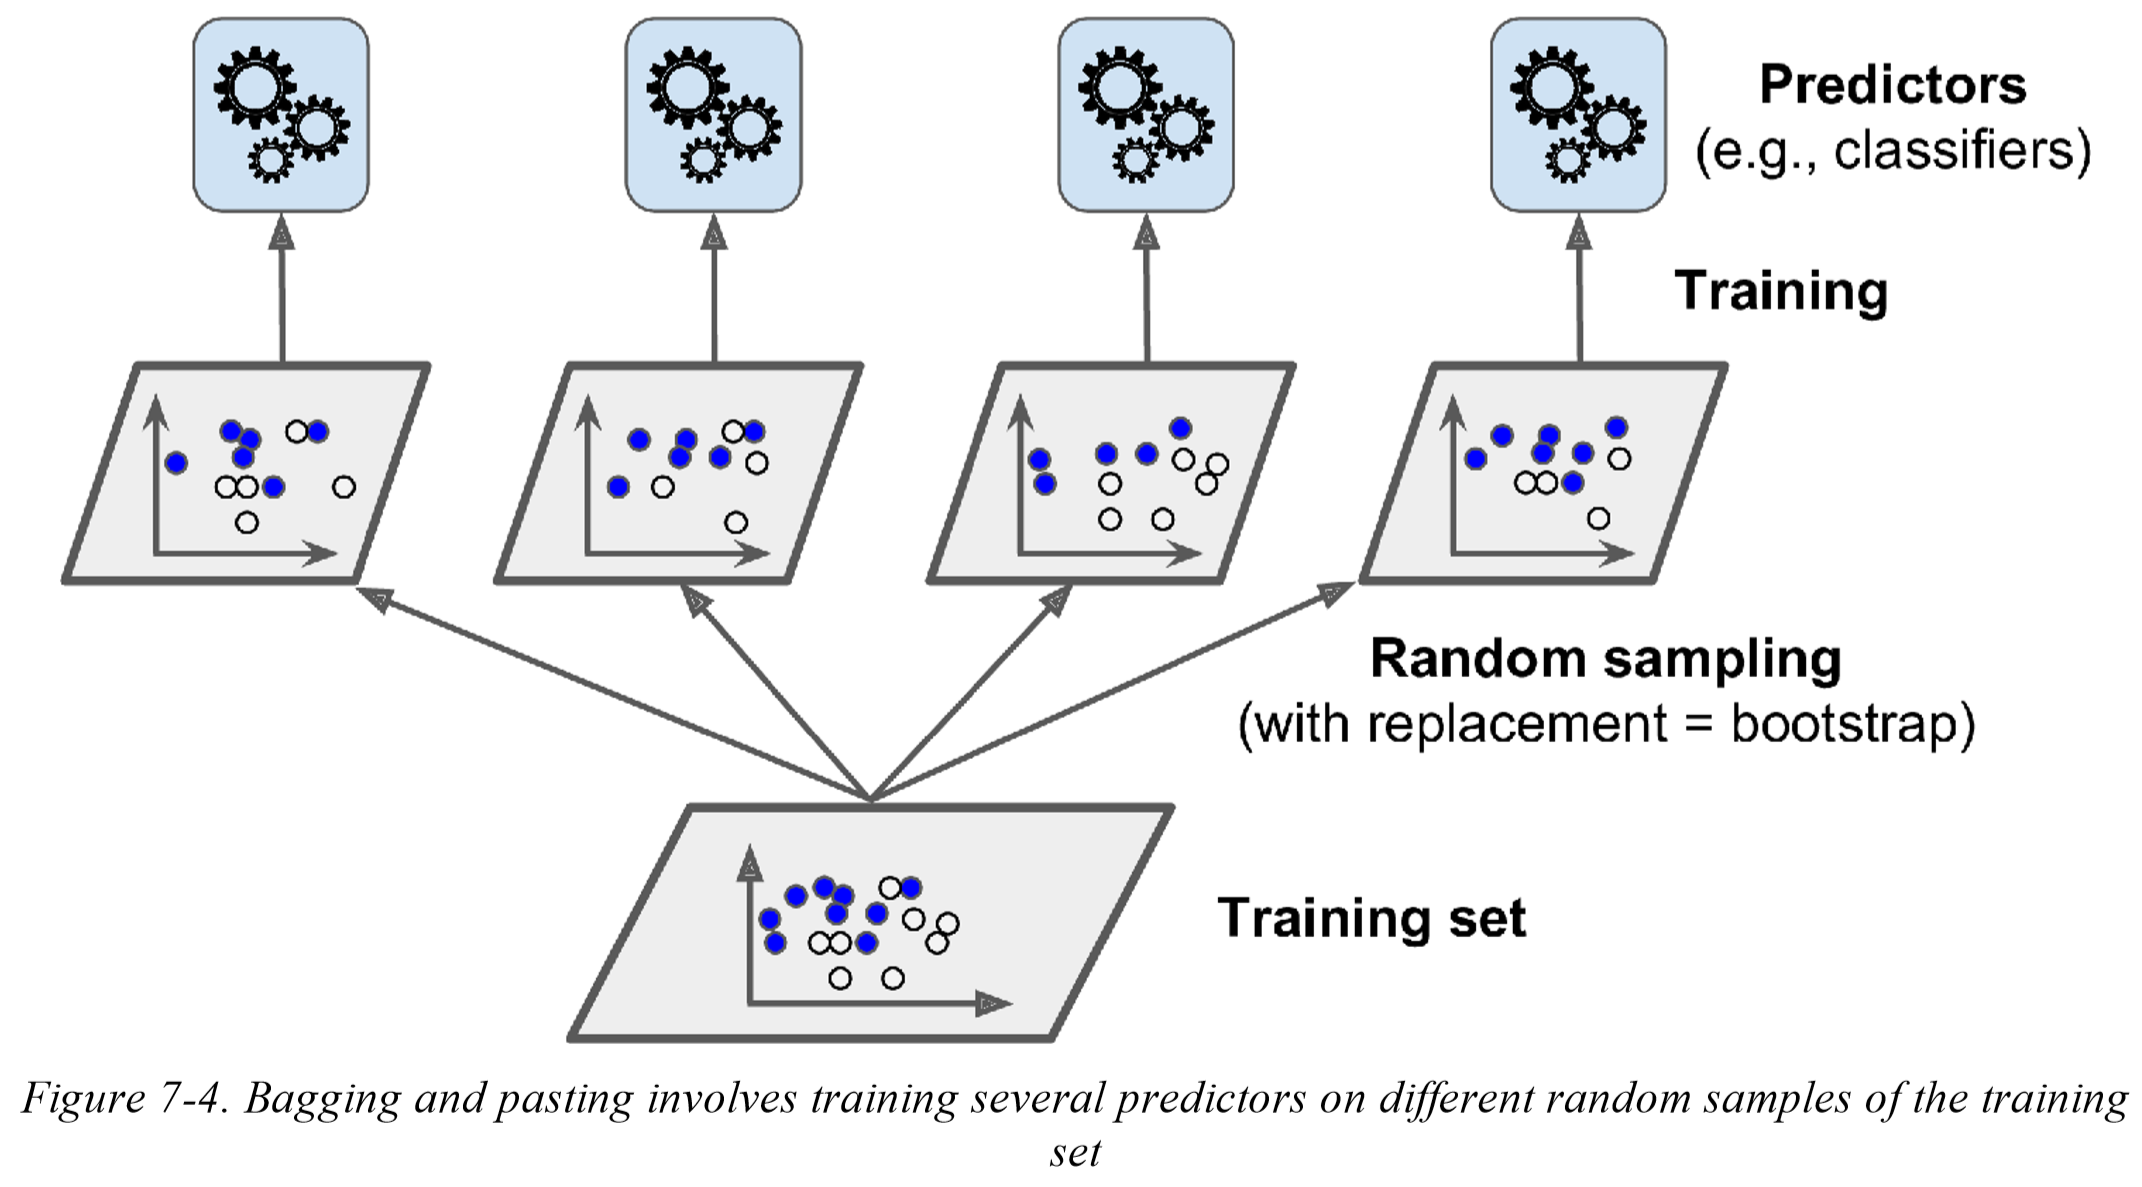 Predictors
(e.g., classifiers)
Training
Random sampling
(with replacement = bootstrap)
Training set
Figure 7-4. Bagging and pasting involves training several predictors on different random samples of the training
set